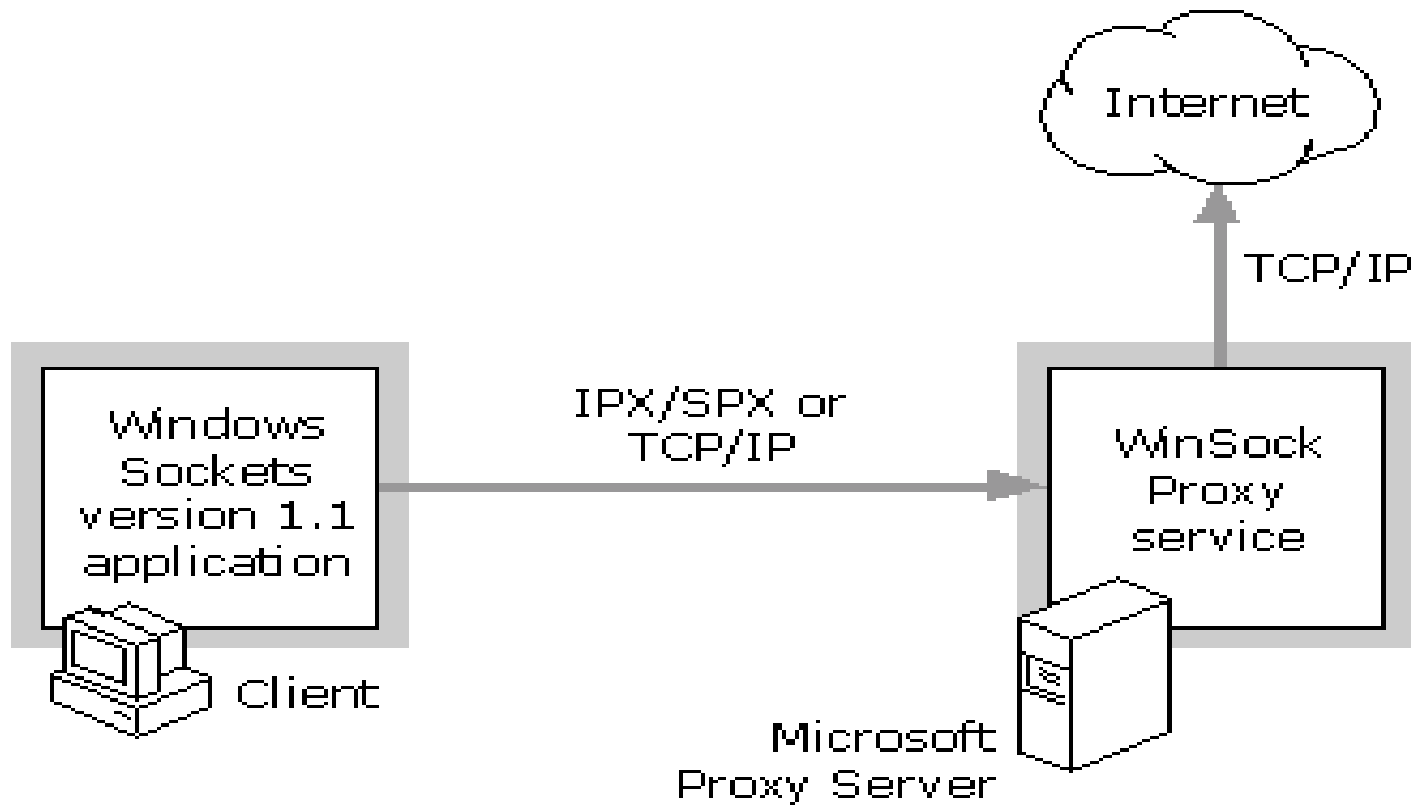 Internet
TCP/IP
IPX/SPX or
TCP/IP
Windows
Sockets
version 1.1
application
WinSock
Proxy
service
Client
Microsoft
Proxy Server